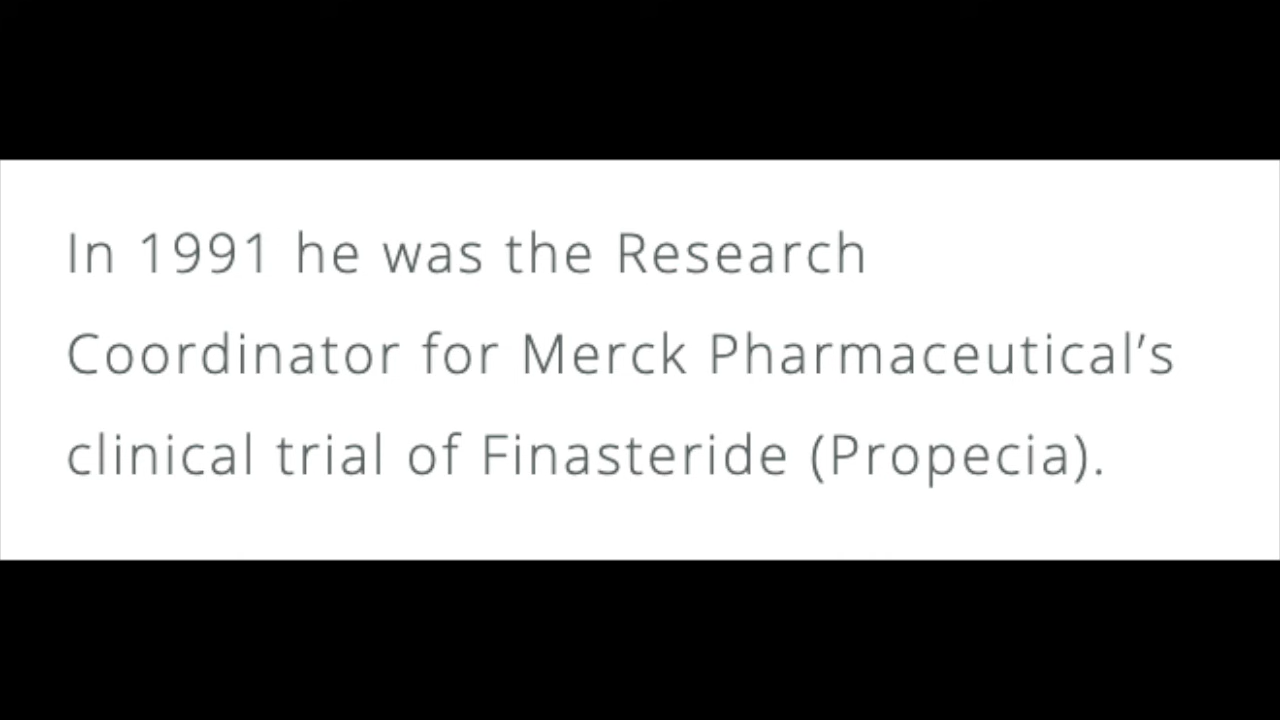 In 1991 he was the Research
Coordinator for Merck Pharmaceutical’s
clinical trial of Finasteride (Propecia).